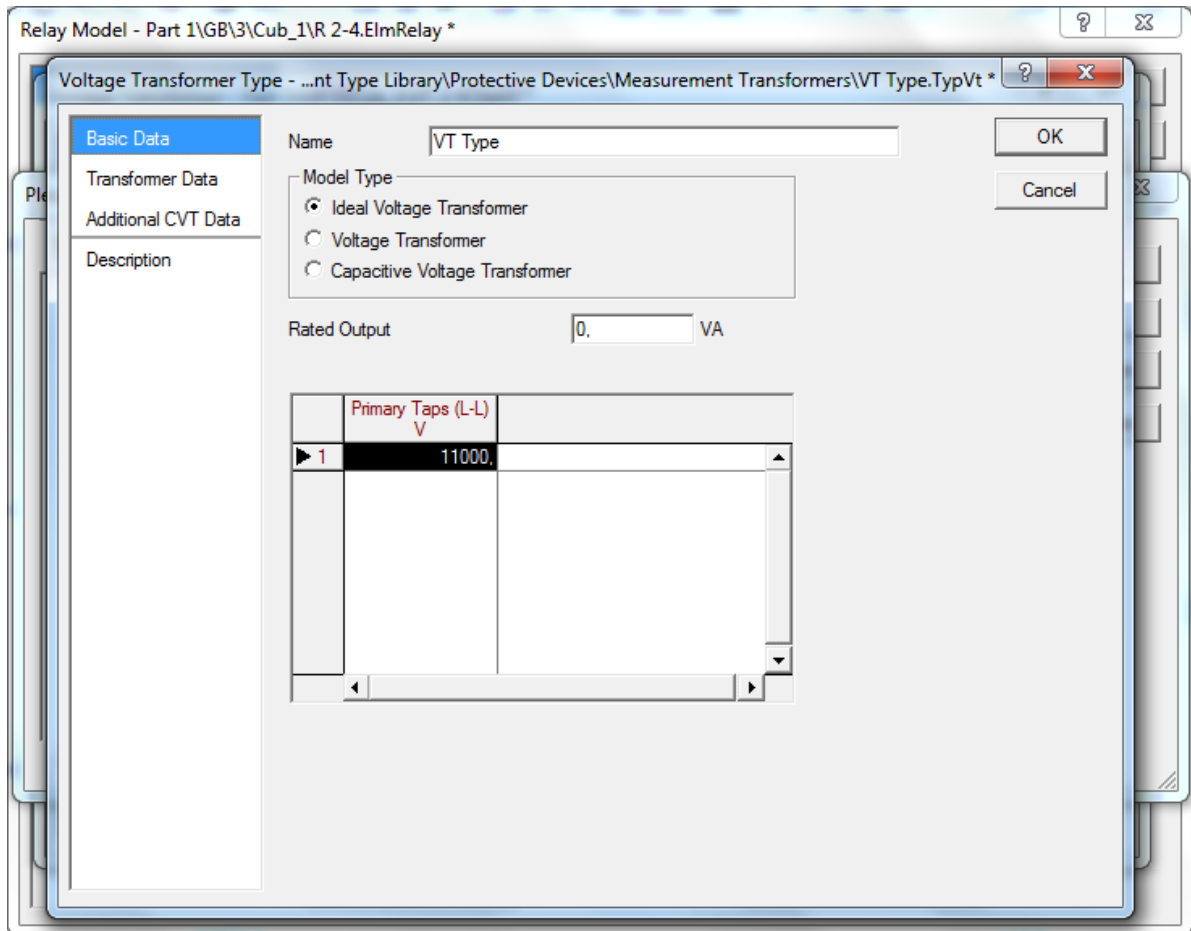 Relay Model - Part 1\GB\3\Cub_1\R 2-4.ElmRelay *
Voltage Transformer Type - ...nt Type Library\Protective Devices\Measurement Transformers\VT Type.TypVt *
Ple
Basic Data
Transformer Data
Additional CVT Data
Description
Name VT Type
Model Type
Ideal Voltage Transformer
Voltage Transformer
Capacitive Voltage Transformer
Rated Output 0, VA
Primary Taps (L-L)
V
1 11000,
OK
Cancel